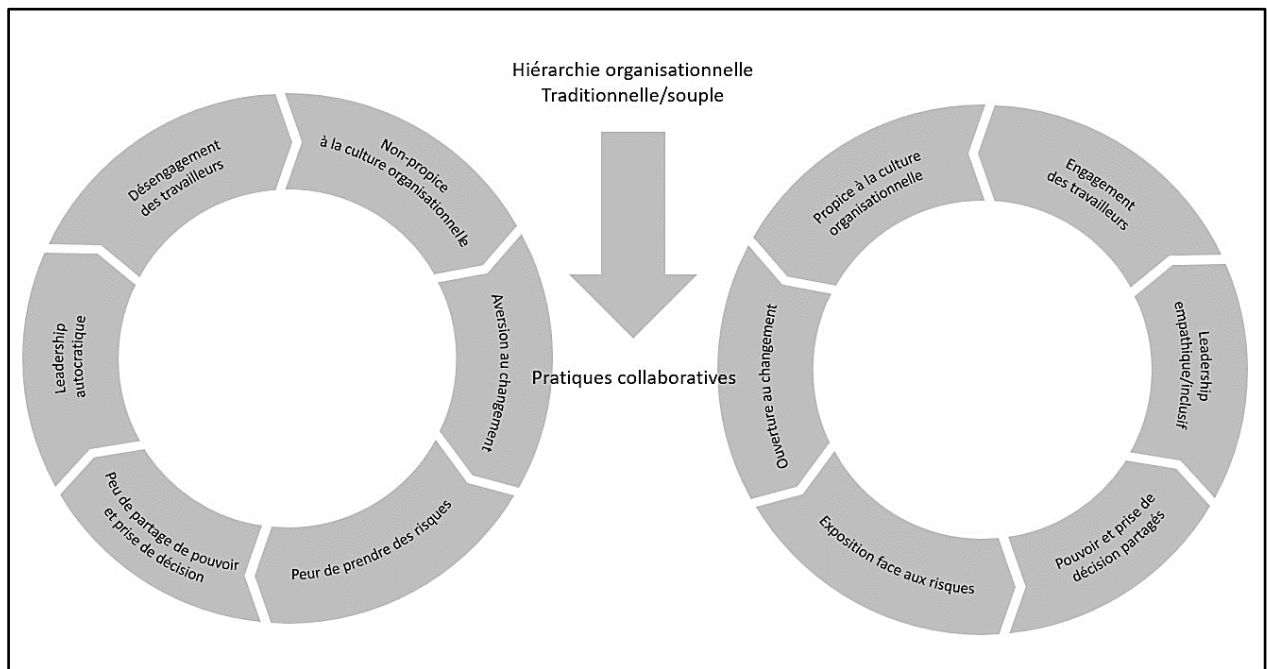 Hiérarchie organisationnelle
Traditionnelle/souple
Désengagement
des travailleurs
Non-propice
à la culture organisationnelle
Aversion au changement
Peur de prendre des risques
Peu de partage de pouvoir
et prise de décision
Leadership
autocratique
Pratiques collaboratives
Propice à la culture
organisationnelle
Engagement
des travailleurs
Leadership
empathique/inclusif
Pouvoir et prise de
décision partagés
Exposition face aux risques
Ouverture au changement